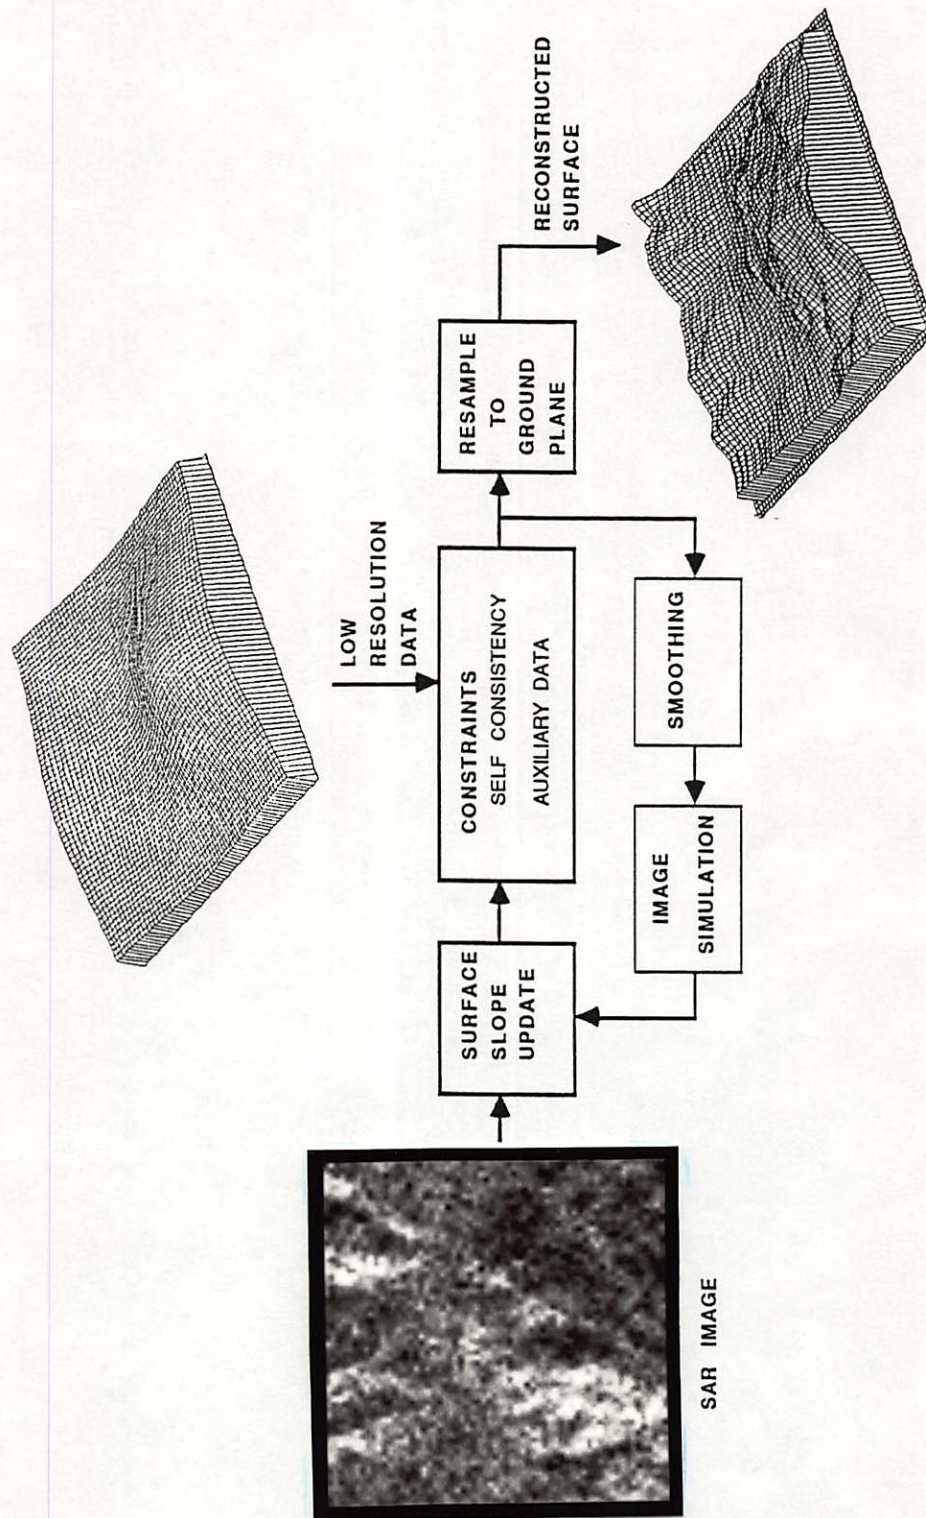 LOW
RESOLUTION
DATA
SAR IMAGE
SURFACE
SLOPE
UPDATE
CONSTRAINTS
SELF CONSISTENCY
AUXILIARY DATA
RESAMPLE
TO
GROUND
PLANE
RECONSTRUCTED
SURFACE
IMAGE
SIMULATION
SMOOTHING